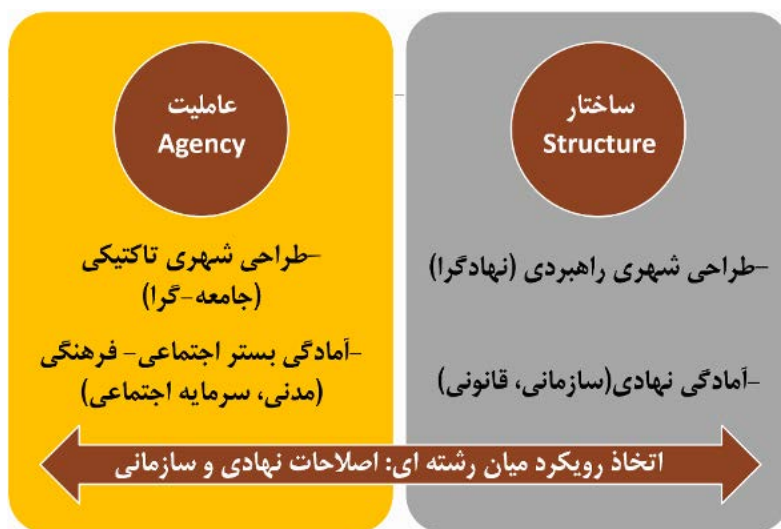 ساختار
Structure
-طراحی شهری راهبردی (نهادگرا)
-آمادگی نهادی(سازمانی، قانونی)
عاملیت
Agency
-طراحی شهری تاکتیکی
(جامعه-گرا)
-آمادگی بستر اجتماعی- فرهنگی
(مدنی، سرمایه اجتماعی)
اتخاذ رویکرد میان رشته ای: اصلاحات نهادی و سازمانی